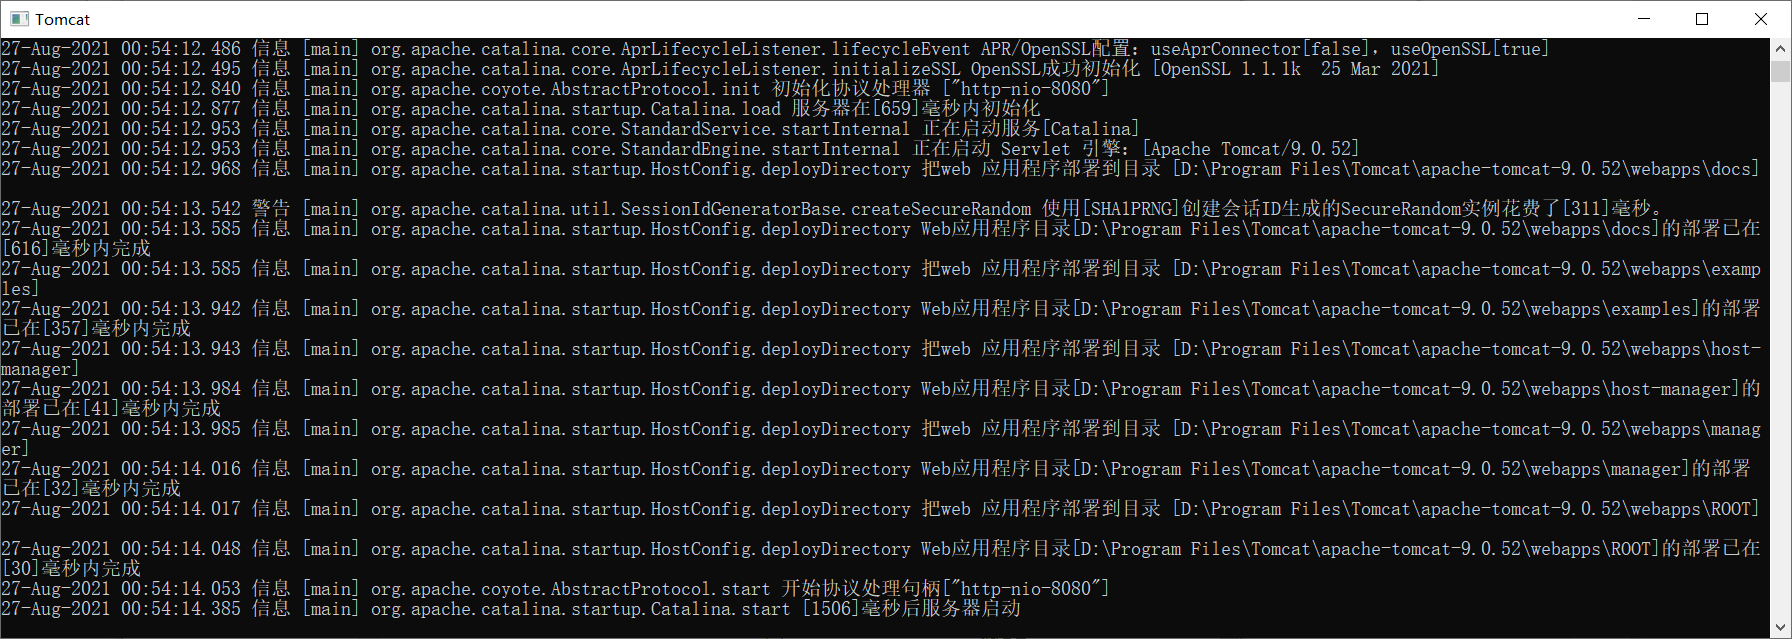 Tomcat
27-Aug-2021 00:54:12.486 信息 [main] org.apache.catalina.core.AprLifecycleListener.lifecycleEvent APR/OpenSSL配置：useAprConnector[false]，useOpenSSL[true]
27-Aug-2021 00:54:12.495 信息 [main] org.apache.catalina.core.AprLifecycleListener.initializeSSL OpenSSL成功初始化 [OpenSSL 1.1.1k  25 Mar 2021]
27-Aug-2021 00:54:12.840 信息 [main] org.apache.coyote.AbstractProtocol.init 初始化协议处理器 ["http-nio-8080"]
27-Aug-2021 00:54:12.877 信息 [main] org.apache.catalina.startup.Catalina.load 服务器在[659]毫秒内初始化
27-Aug-2021 00:54:12.953 信息 [main] org.apache.catalina.core.StandardService.startInternal 正在启动服务[Catalina]
27-Aug-2021 00:54:12.953 信息 [main] org.apache.catalina.core.StandardEngine.startInternal 正在启动 Servlet 引擎：[Apache Tomcat/9.0.52]
27-Aug-2021 00:54:12.968 信息 [main] org.apache.catalina.startup.HostConfig.deployDirectory 把web 应用程序部署到目录 [D:\Program Files\Tomcat\apache-tomcat-9.0.52\webapps\docs]
27-Aug-2021 00:54:13.542 警告 [main] org.apache.catalina.util.SessionIdGeneratorBase.createSecureRandom 使用[SHA1PRNG]创建会话ID生成的SecureRandom实例花费了[311]毫秒。
27-Aug-2021 00:54:13.585 信息 [main] org.apache.catalina.startup.HostConfig.deployDirectory Web应用程序目录[D:\Program Files\Tomcat\apache-tomcat-9.0.52\webapps\docs]的部署已在
[616]毫秒内完成
27-Aug-2021 00:54:13.585 信息 [main] org.apache.catalina.startup.HostConfig.deployDirectory 把web 应用程序部署到目录 [D:\Program Files\Tomcat\apache-tomcat-9.0.52\webapps\examp
les]
27-Aug-2021 00:54:13.942 信息 [main] org.apache.catalina.startup.HostConfig.deployDirectory Web应用程序目录[D:\Program Files\Tomcat\apache-tomcat-9.0.52\webapps\examples]的部署
已在[357]毫秒内完成
27-Aug-2021 00:54:13.943 信息 [main] org.apache.catalina.startup.HostConfig.deployDirectory 把web 应用程序部署到目录 [D:\Program Files\Tomcat\apache-tomcat-9.0.52\webapps\host-
manager]
27-Aug-2021 00:54:13.984 信息 [main] org.apache.catalina.startup.HostConfig.deployDirectory Web应用程序目录[D:\Program Files\Tomcat\apache-tomcat-9.0.52\webapps\host-manager]的
部署已在[41]毫秒内完成
27-Aug-2021 00:54:13.985 信息 [main] org.apache.catalina.startup.HostConfig.deployDirectory 把web 应用程序部署到目录 [D:\Program Files\Tomcat\apache-tomcat-9.0.52\webapps\manag
er]
27-Aug-2021 00:54:14.016 信息 [main] org.apache.catalina.startup.HostConfig.deployDirectory Web应用程序目录[D:\Program Files\Tomcat\apache-tomcat-9.0.52\webapps\manager]的部署
已在[32]毫秒内完成
27-Aug-2021 00:54:14.017 信息 [main] org.apache.catalina.startup.HostConfig.deployDirectory 把web 应用程序部署到目录 [D:\Program Files\Tomcat\apache-tomcat-9.0.52\webapps\ROOT]
27-Aug-2021 00:54:14.048 信息 [main] org.apache.catalina.startup.HostConfig.deployDirectory Web应用程序目录[D:\Program Files\Tomcat\apache-tomcat-9.0.52\webapps\ROOT]的部署已在
[30]毫秒内完成
27-Aug-2021 00:54:14.053 信息 [main] org.apache.coyote.AbstractProtocol.start 开始协议处理句柄["http-nio-8080"]
27-Aug-2021 00:54:14.385 信息 [main] org.apache.catalina.startup.Catalina.start [1506]毫秒后服务器启动